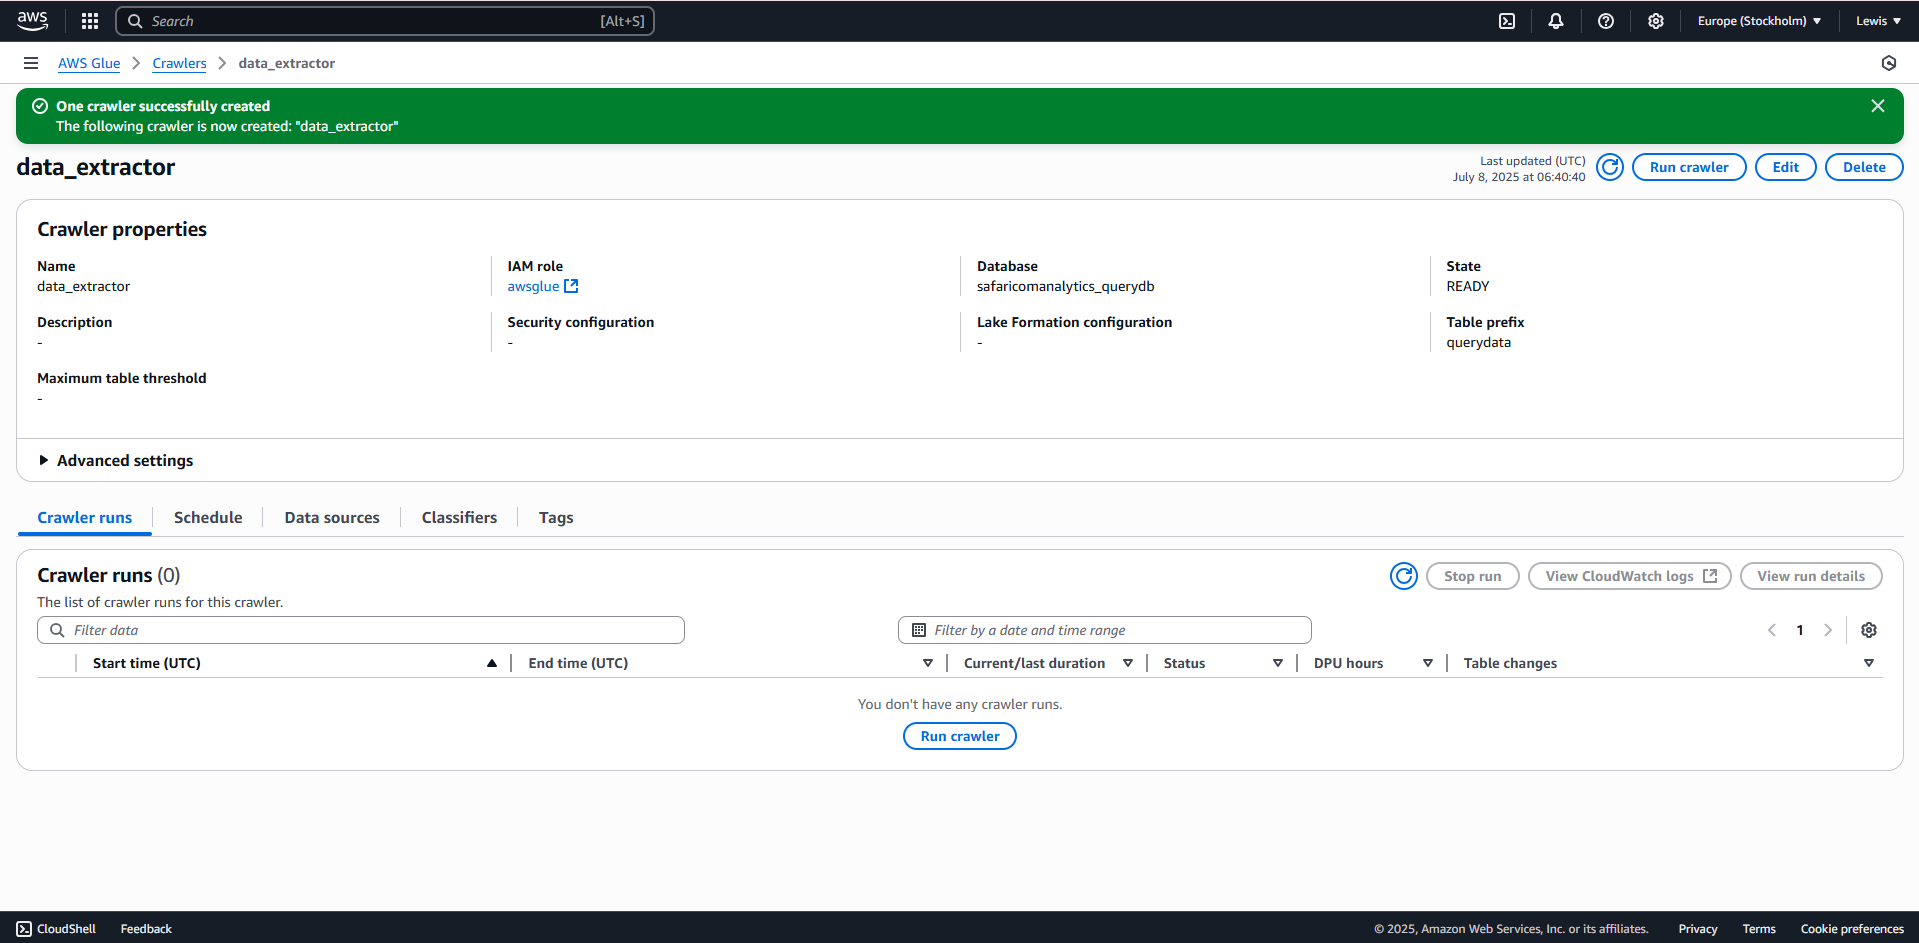 aws
Search [Alt+S]
Europe (Stockholm)
Lewis
AWS Glue
Crawlers
data_extractor
One crawler successfully created
The following crawler is now created: "data_extractor"
data_extractor
Last updated (UTC)
July 8, 2025 at 06:40:40
Run crawler
Edit
Delete
Crawler properties
Name
data_extractor
IAM role
awsglue
Database
safaricomanalytics_querydb
State
READY
Description
-
Security configuration
-
Lake Formation configuration
-
Table prefix
querydata
Maximum table threshold
-
Advanced settings
Crawler runs
Schedule
Data sources
Classifiers
Tags
Crawler runs (0)
The list of crawler runs for this crawler.
Stop run
View CloudWatch logs
View run details
Filter data
Filter by a date and time range
1
Start time (UTC)
End time (UTC)
Current/last duration
Status
DPU hours
Table changes
You don't have any crawler runs.
Run crawler
CloudShell
Feedback
© 2025, Amazon Web Services, Inc. or its affiliates.
Privacy
Terms
Cookie preferences